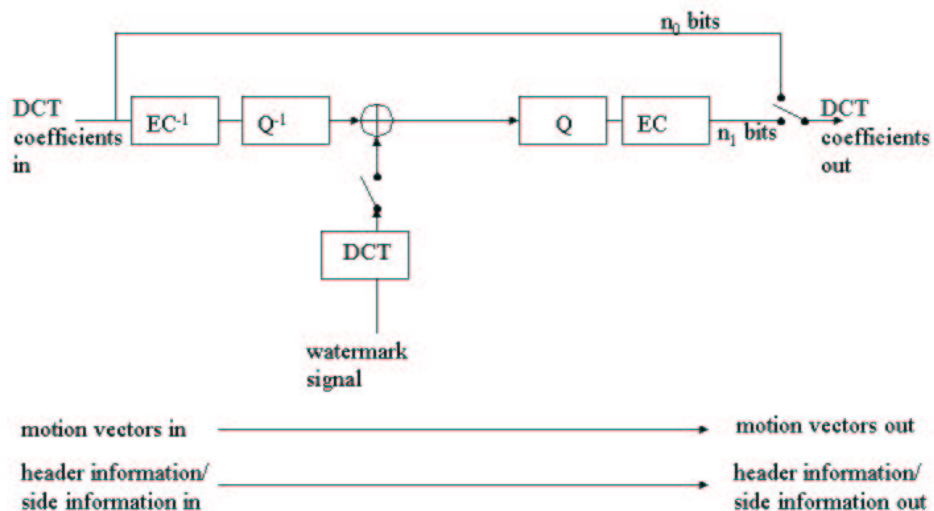 n₀ bits
DCT
coefficients
in
EC⁻¹
Q⁻¹
Q
EC
n₁ bits
DCT
coefficients
out
DCT
watermark
signal
motion vectors in
motion vectors out
header information/
side information in
header information/
side information out